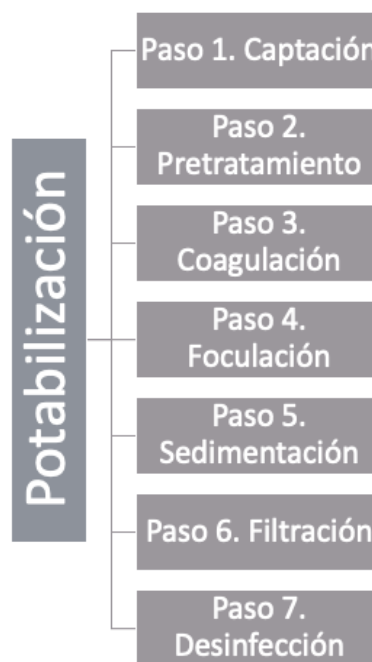 Potabilización
Paso 1. Captación
Paso 2.
Pretratamiento
Paso 3.
Coagulación
Paso 4.
Foculación
Paso 5.
Sedimentación
Paso 6. Filtración
Paso 7.
Desinfección